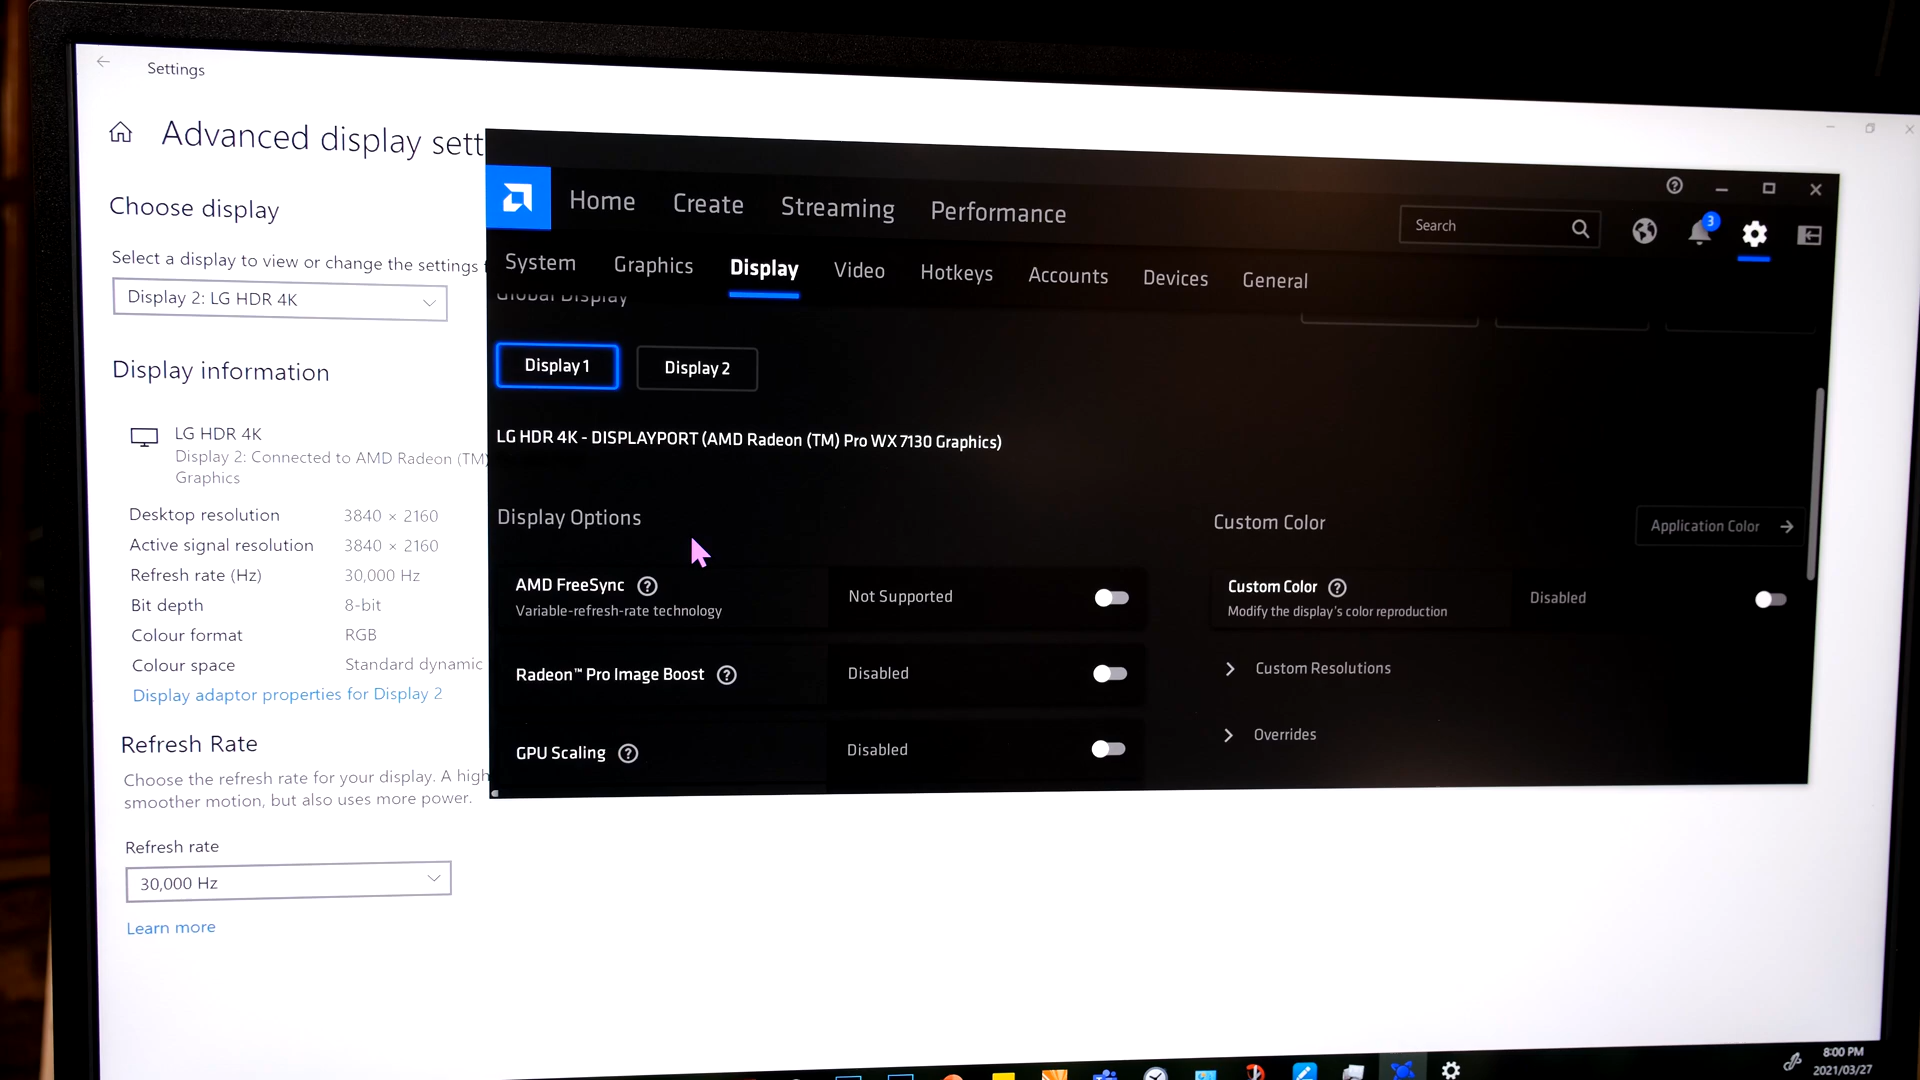 Settings
Advanced display sett
Choose display
Select a display to view or change the settings
Display 2: LG HDR 4K
Display information
LG HDR 4K
Display 2: Connected to AMD Radeon (TM)
Graphics
Desktop resolution 3840 × 2160
Active signal resolution 3840 × 2160
Refresh rate (Hz) 30,000 Hz
Bit depth 8-bit
Colour format RGB
Colour space Standard dynamic
Display adaptor properties for Display 2
Refresh Rate
Choose the refresh rate for your display. A high
smoother motion, but also uses more power.
Refresh rate
30,000 Hz
Learn more
Home Create Streaming Performance
Search
3
System Graphics Display Video Hotkeys Accounts Devices General
Global Display
Display 1 Display 2
LG HDR 4K - DISPLAYPORT (AMD Radeon (TM) Pro WX 7130 Graphics)
Display Options
AMD FreeSync ?
Variable-refresh-rate technology
Not Supported
Radeon™ Pro Image Boost ?
Disabled
GPU Scaling ?
Disabled
Custom Color
Application Color
Custom Color ?
Modify the display's color reproduction
Disabled
Custom Resolutions
Overrides
8:00 PM
2021/03/27